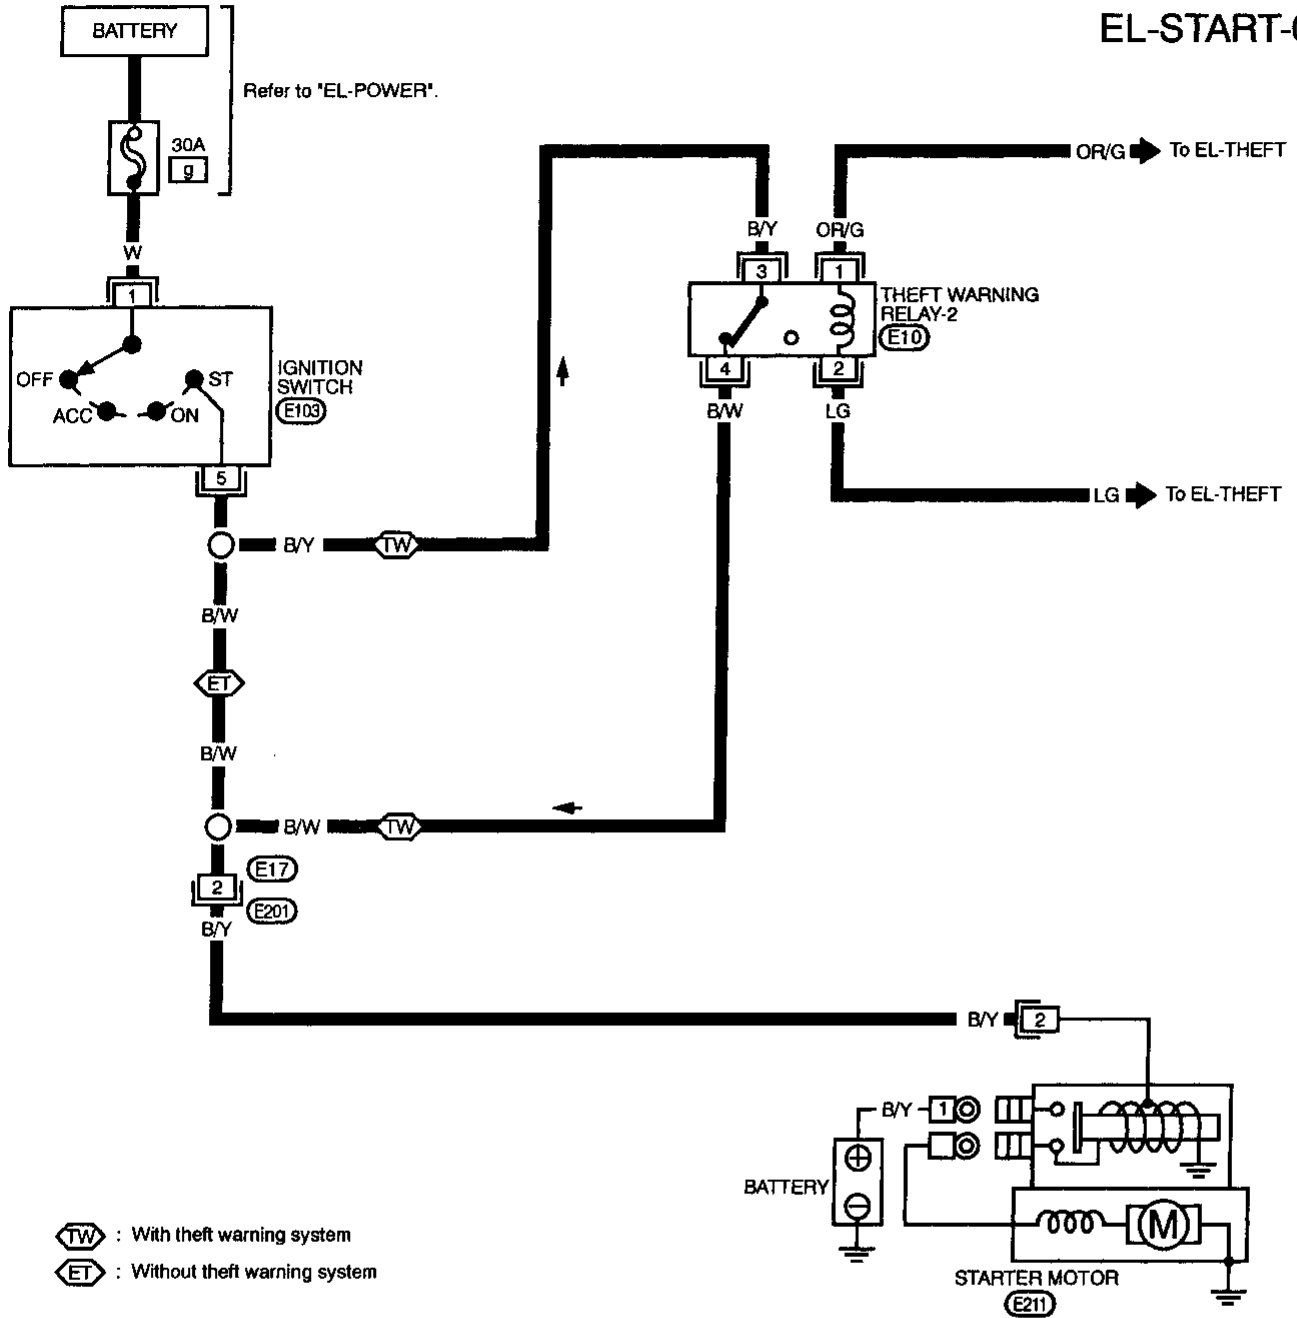 EL-START-
BATTERY
Refer to "EL-POWER".
30A
g
W
1
OFF
ST
ACC
ON
IGNITION
SWITCH
E103
5
B/Y
TW
B/W
ET
B/W
B/W
TW
E17
2
E201
B/Y
OR/G
To EL-THEFT
B/Y
OR/G
3
1
THEFT WARNING
RELAY-2
E10
4
2
B/W
LG
LG
To EL-THEFT
B/Y
2
B/Y
1
BATTERY
M
STARTER MOTOR
E211
TW : With theft warning system
ET : Without theft warning system